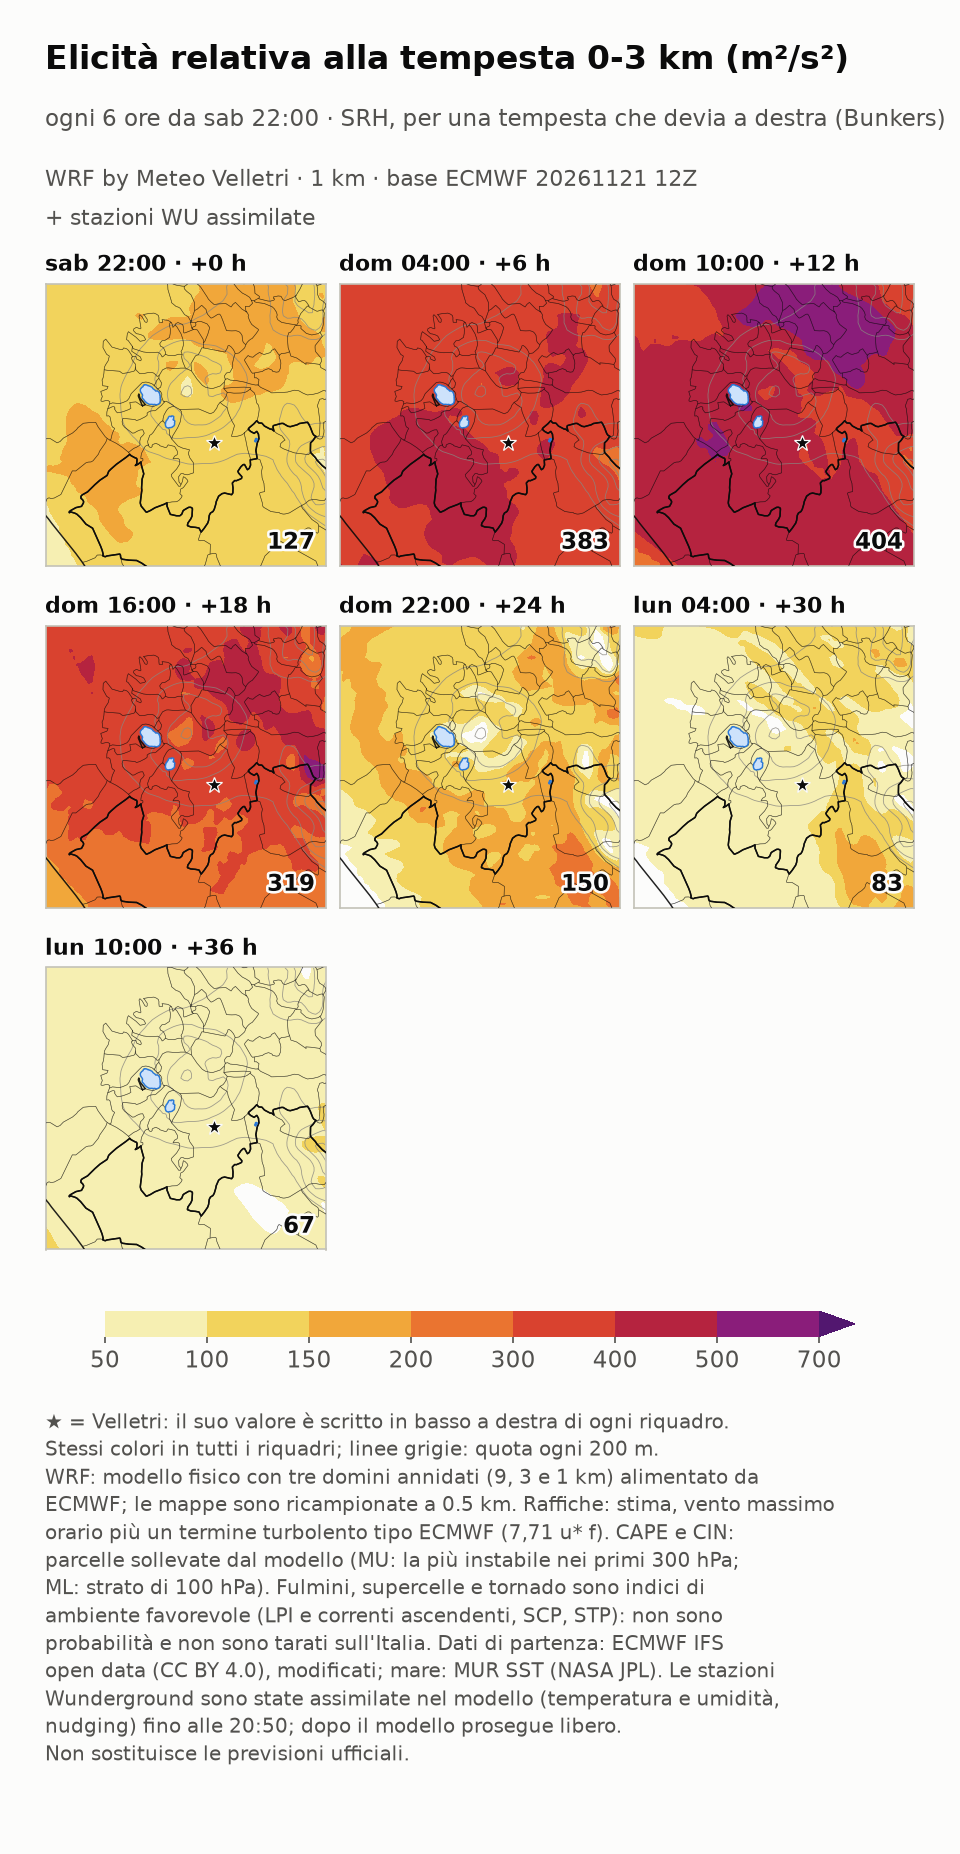 Elicità relativa alla tempesta 0-3 km (m²/s²)
ogni 6 ore da sab 22:00 · SRH, per una tempesta che devia a destra (Bunkers)
WRF by Meteo Velletri · 1 km · base ECMWF 20261121 12Z
+ stazioni WU assimilate
sab 22:00 · +0 h
dom 04:00 · +6 h
dom 10:00 · +12 h
127
383
404
dom 16:00 · +18 h
dom 22:00 · +24 h
lun 04:00 · +30 h
319
150
83
lun 10:00 · +36 h
67
50 100 150 200 300 400 500 700
★ = Velletri: il suo valore è scritto in basso a destra di ogni riquadro.
Stessi colori in tutti i riquadri; linee grigie: quota ogni 200 m.
WRF: modello fisico con tre domini annidati (9, 3 e 1 km) alimentato da
ECMWF; le mappe sono ricampionate a 0.5 km. Raffiche: stima, vento massimo
orario più un termine turbolento tipo ECMWF (7,71 u* f). CAPE e CIN:
parcelle sollevate dal modello (MU: la più instabile nei primi 300 hPa;
ML: strato di 100 hPa). Fulmini, supercelle e tornado sono indici di
ambiente favorevole (LPI e correnti ascendenti, SCP, STP): non sono
probabilità e non sono tarati sull'Italia. Dati di partenza: ECMWF IFS
open data (CC BY 4.0), modificati; mare: MUR SST (NASA JPL). Le stazioni
Wunderground sono state assimilate nel modello (temperatura e umidità,
nudging) fino alle 20:50; dopo il modello prosegue libero.
Non sostituisce le previsioni ufficiali.